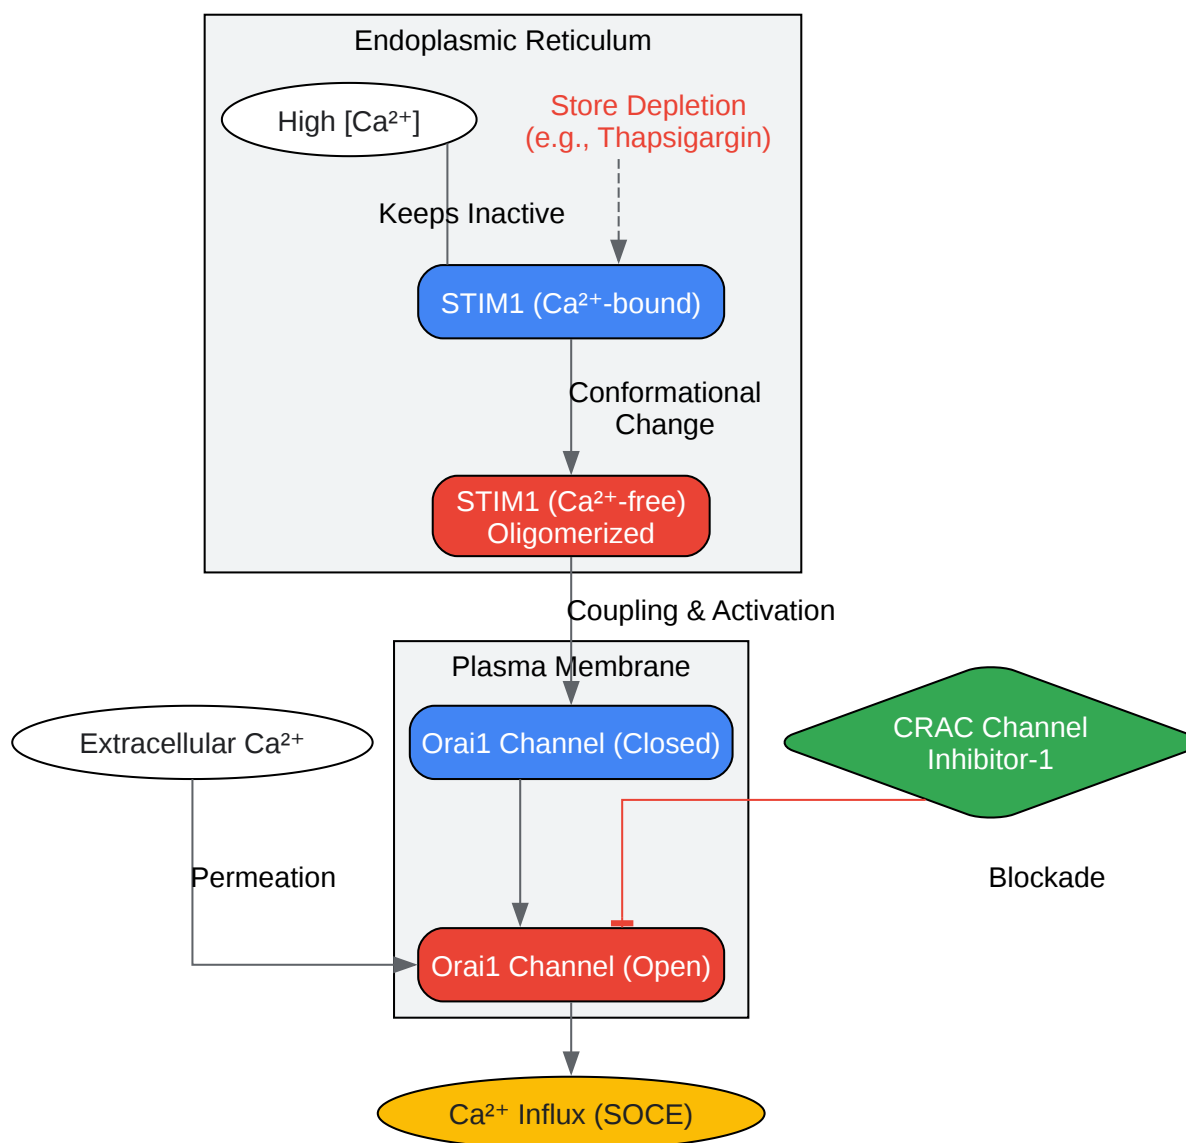 Endoplasmic Reticulum
High [Ca²⁺]
Store Depletion
(e.g., Thapsigargin)
Keeps Inactive
STIM1 (Ca²⁺-bound)
Conformational
Change
STIM1 (Ca²⁺-free)
Oligomerized
Coupling & Activation
Plasma Membrane
Extracellular Ca²⁺
Orai1 Channel (Closed)
CRAC Channel
Inhibitor-1
Permeation
Blockade
Orai1 Channel (Open)
Ca²⁺ Influx (SOCE)